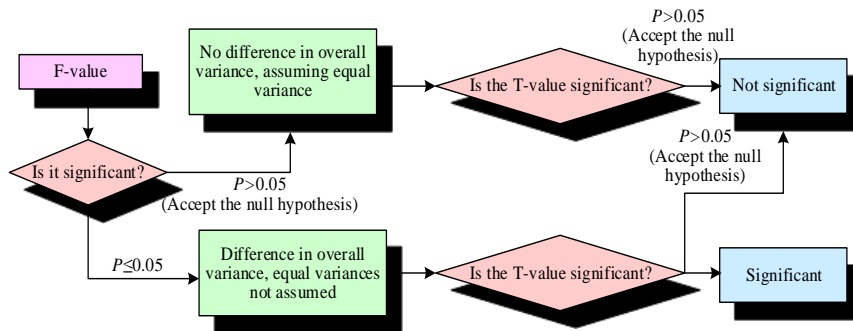 F-value
Is it significant?
No difference in overall
variance, assuming equal
variance
P>0.05
(Accept the null hypothesis)
P≤0.05
Difference in overall
variance, equal variances
not assumed
Is the T-value significant?
P>0.05
(Accept the null
hypothesis)
Not significant
Is the T-value significant?
P>0.05
(Accept the null
hypothesis)
Significant